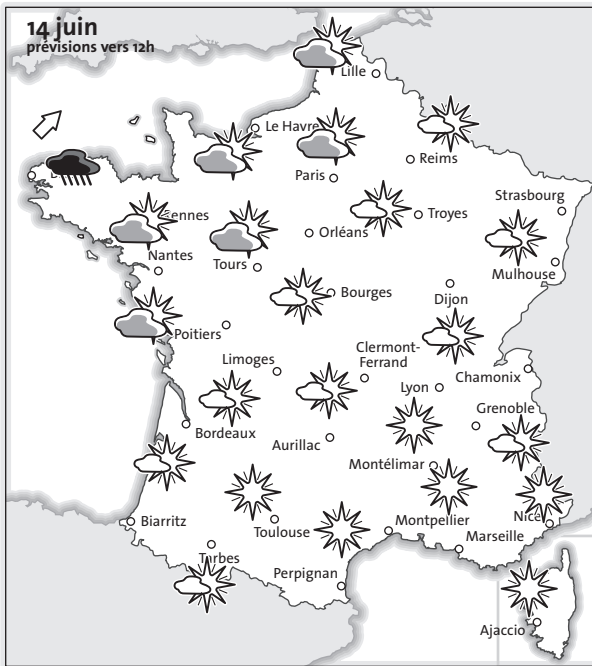 14 juin
prévisions vers 12h
Lille
Le Havre
Reims
Paris
Strasbourg
Rennes
Troyes
Orléans
Nantes
Tours
Mulhouse
Bourges
Dijon
Poitiers
Limoges
Clermont-
Ferrand
Chamonix
Lyon
Grenoble
Bordeaux
Aurillac
Montélimar
Biarritz
Toulouse
Montpellier
Nice
Marseille
Tarbes
Perpignan
Ajaccio